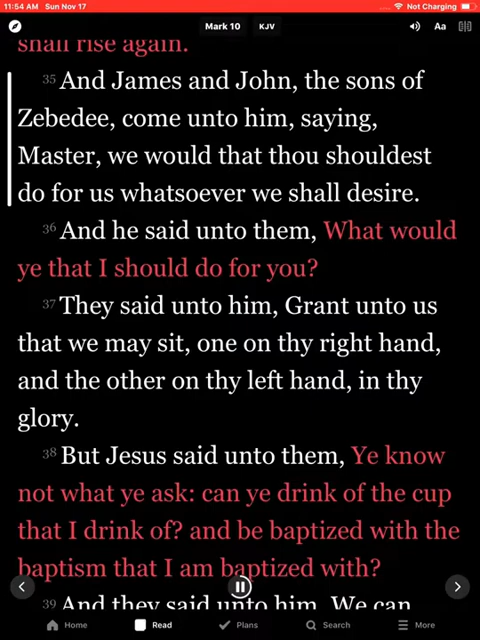 11:54 AM Sun Nov 17
Not Charging
Mark 10 KJV
Aa
shall rise again.
35 And James and John, the sons of
Zebedee, come unto him, saying,
Master, we would that thou shouldest
do for us whatsoever we shall desire.
36 And he said unto them, What would
ye that I should do for you?
37 They said unto him, Grant unto us
that we may sit, one on thy right hand,
and the other on thy left hand, in thy
glory.
38 But Jesus said unto them, Ye know
not what ye ask: can ye drink of the cup
that I drink of? and be baptized with the
baptism that I am baptized with?
39 And they said unto him, We can
Home Read Plans Search More